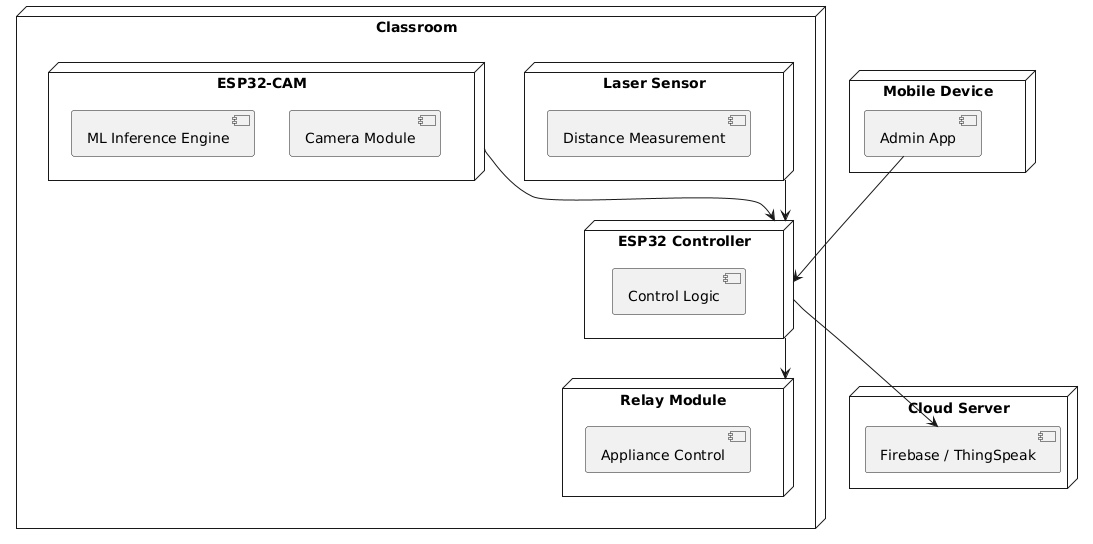 Classroom
ESP32-CAM
ML Inference Engine
Camera Module
Laser Sensor
Distance Measurement
Mobile Device
Admin App
ESP32 Controller
Control Logic
Relay Module
Appliance Control
Cloud Server
Firebase / ThingSpeak